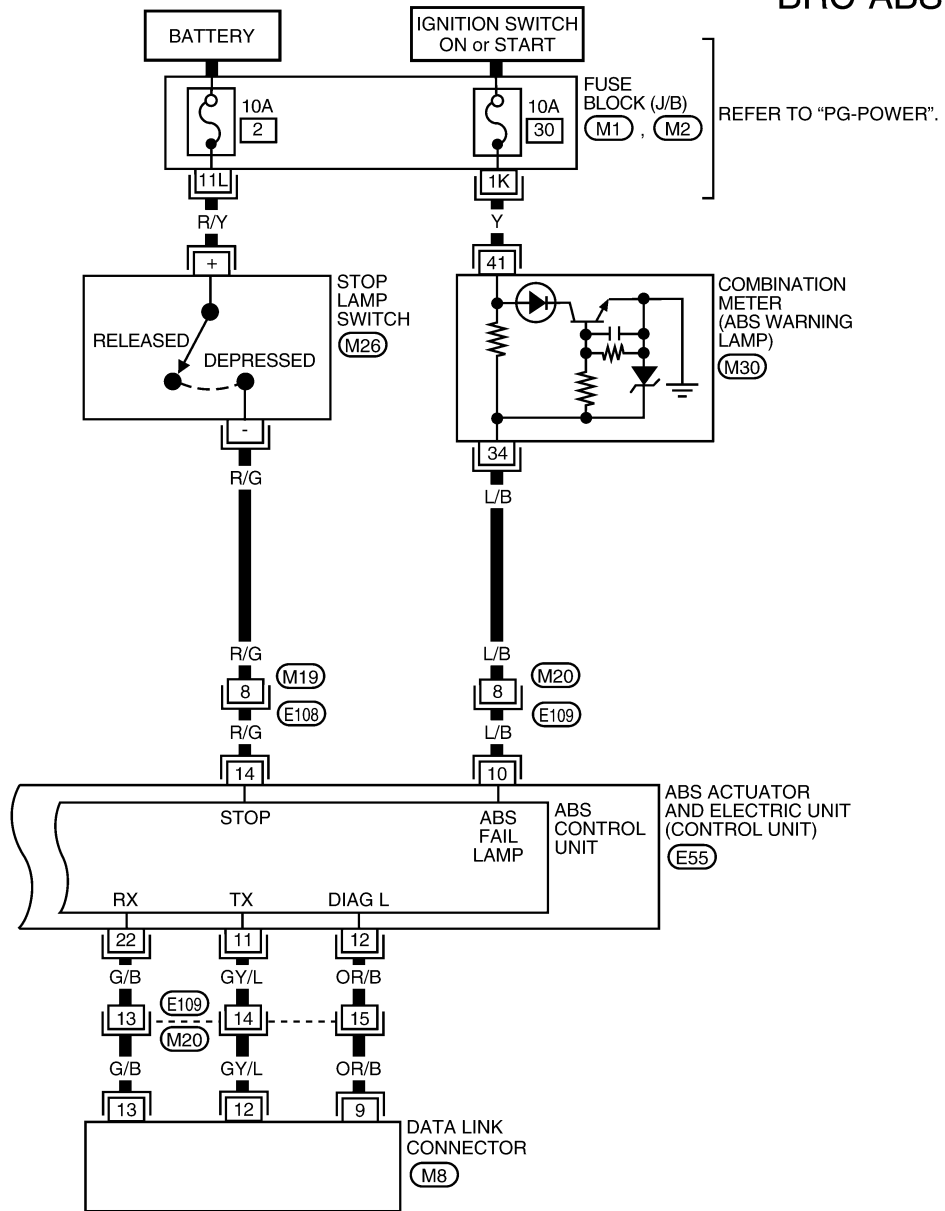 BRC-ABS
BATTERY
IGNITION SWITCH
ON or START
10A
2
10A
30
FUSE
BLOCK (J/B)
M1 , M2
REFER TO “PG-POWER”.
11L
1K
R/Y
Y
+
41
STOP
LAMP
SWITCH
M26
RELEASED
DEPRESSED
COMBINATION
METER
(ABS WARNING
LAMP)
M30
-
34
R/G
L/B
R/G
L/B
8
M19
8
M20
E108
E109
R/G
L/B
14
10
STOP
ABS
FAIL
LAMP
ABS
CONTROL
UNIT
ABS ACTUATOR
AND ELECTRIC UNIT
(CONTROL UNIT)
E55
RX
TX
DIAG L
22
11
12
G/B
GY/L
OR/B
E109
13
14
15
M20
G/B
GY/L
OR/B
13
12
9
DATA LINK
CONNECTOR
M8